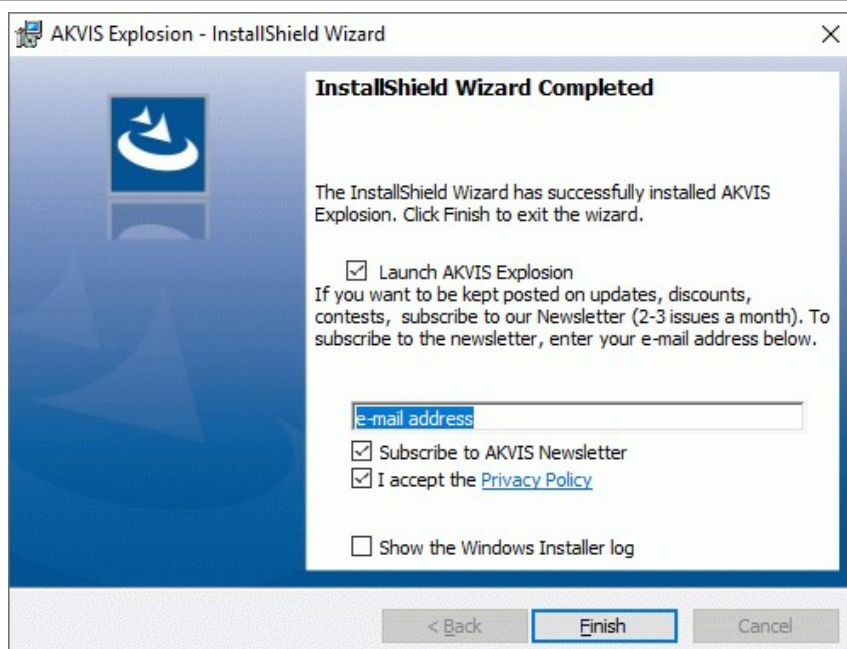 AKVIS Explosion - InstallShield Wizard
InstallShield Wizard Completed
The InstallShield Wizard has successfully installed AKVIS
Explosion. Click Finish to exit the wizard.
Launch AKVIS Explosion
If you want to be kept posted on updates, discounts,
contests,  subscribe to our Newsletter (2-3 issues a month). To
subscribe to the newsletter, enter your e-mail address below.
e-mail address
Subscribe to AKVIS Newsletter
I accept the Privacy Policy
Show the Windows Installer log
< Back
Finish
Cancel